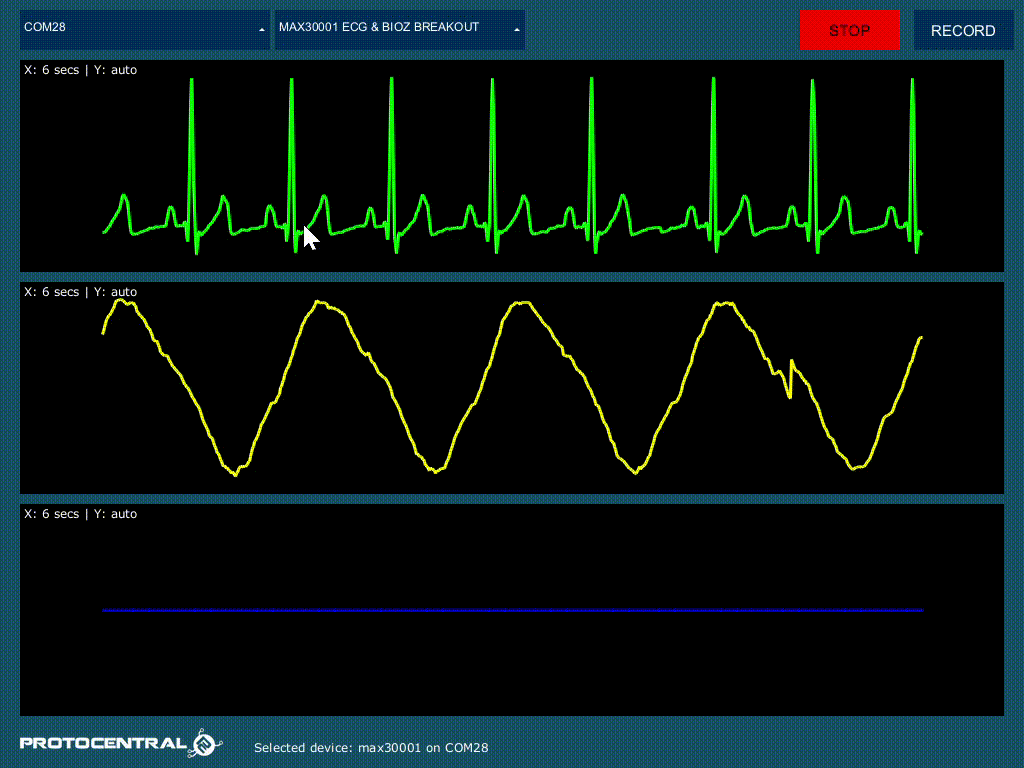 COM28
MAX30001 ECG & BIOZ BREAKOUT
STOP
RECORD
X: 6 secs | Y: auto
X: 6 secs | Y: auto
X: 6 secs | Y: auto
PROTOCENTRAL
Selected device: max30001 on COM28